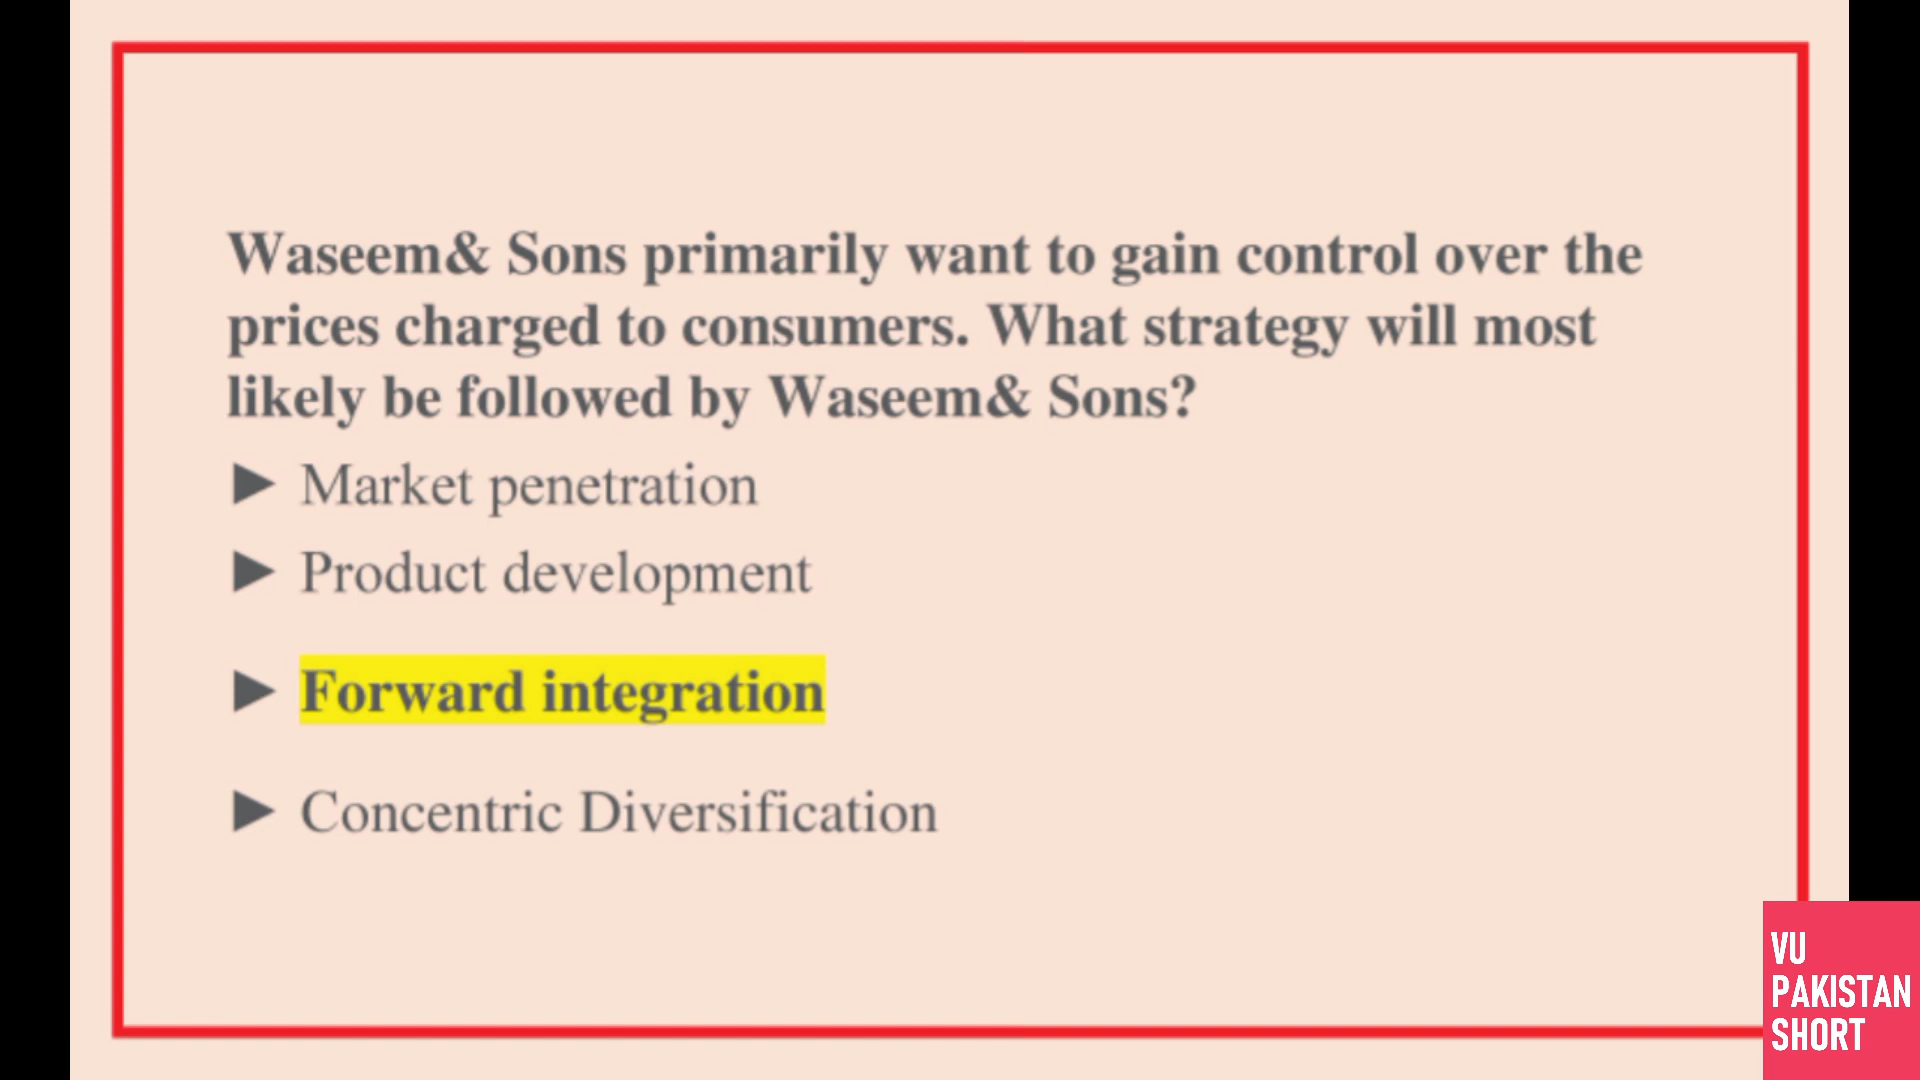 Waseem& Sons primarily want to gain control over the
prices charged to consumers. What strategy will most
likely be followed by Waseem& Sons?
► Market penetration
► Product development
► Forward integration
► Concentric Diversification
VU
PAKISTAN
SHORT